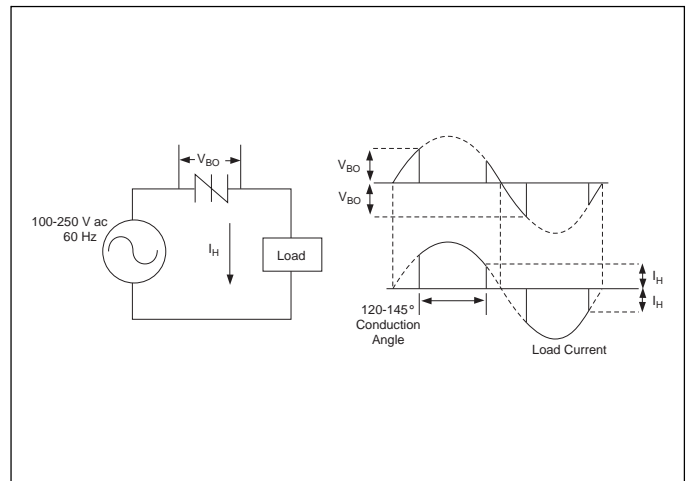 V_BO
100-250 V ac
60 Hz
I_H
Load
V_BO
V_BO
I_H
I_H
120-145°
Conduction
Angle
Load Current